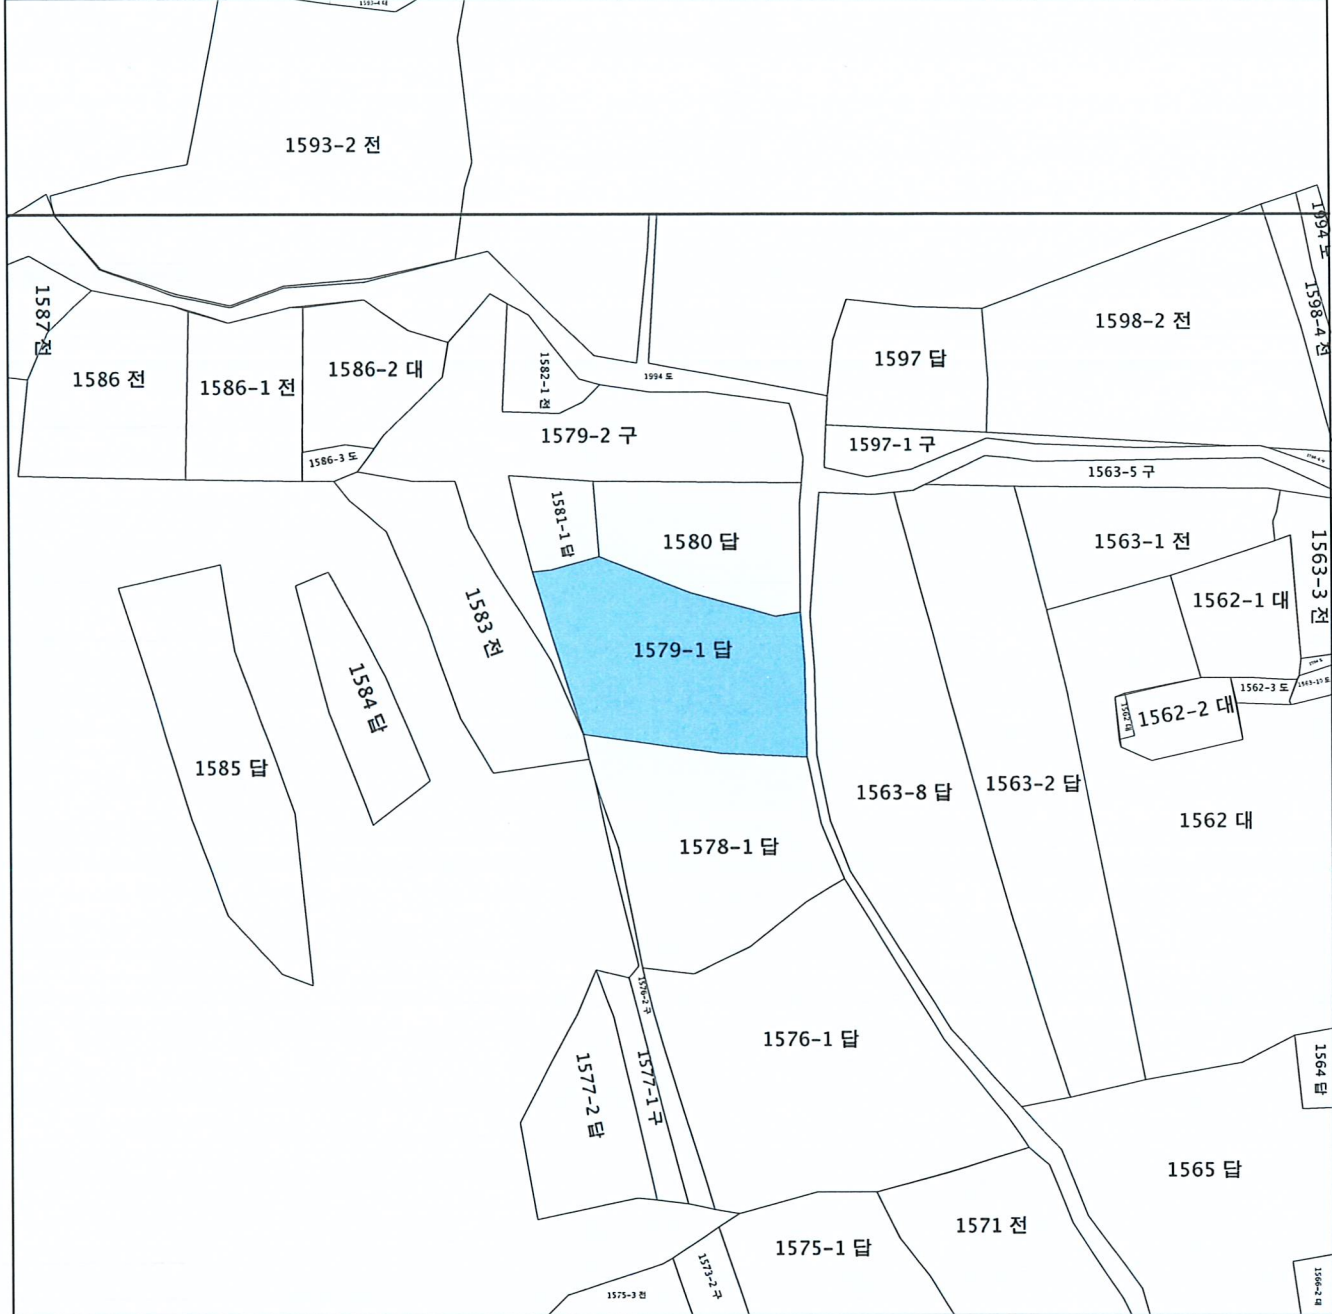 1593-2 전
1994 도
1587 전
1598-4 전
1598-2 전
1597 답
1586-2 대
1582-1 전
1994 도
1586 전
1586-1 전
1579-2 구
1597-1 구
1586-3 도
1563-5 구
1581-1 답
1580 답
1563-1 전
1563-3 전
1562-1 대
1583 전
1579-1 답
1584 답
1562-3 도
1562 대
1562-2 대
1585 답
1563-8 답
1563-2 답
1562 대
1578-1 답
1576-2 구
1576-1 답
1577-2 답
1577-1 구
1564 답
1565 답
1571 전
1575-1 답
1573-2 구
1575-3 전
1566-2 대